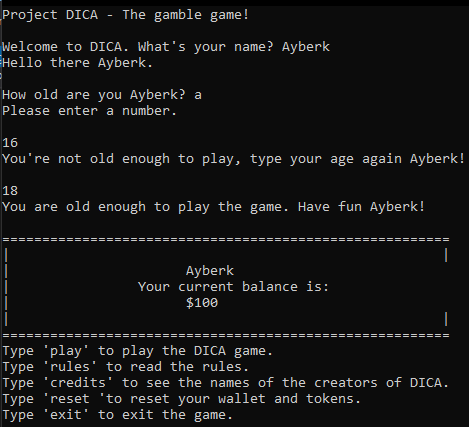 Project DICA - The gamble game!
Welcome to DICA. What's your name? Ayberk
Hello there Ayberk.
How old are you Ayberk? a
Please enter a number.
16
You're not old enough to play, type your age again Ayberk!
18
You are old enough to play the game. Have fun Ayberk!
========================================================
|                                                      |
|                      Ayberk
|                Your current balance is:
|                      $100
|                                                      |
========================================================
Type 'play' to play the DICA game.
Type 'rules' to read the rules.
Type 'credits' to see the names of the creators of DICA.
Type 'reset 'to reset your wallet and tokens.
Type 'exit' to exit the game.